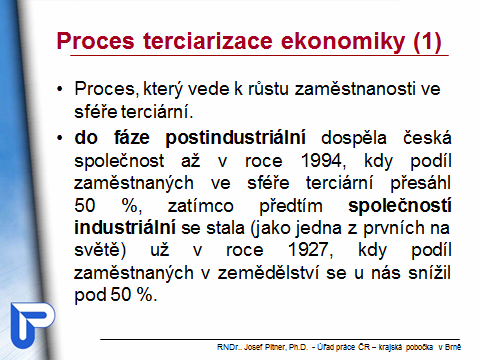 Proces terciarizace ekonomiky (1)
• Proces, který vede k růstu zaměstnanosti ve
sféře terciární.
• do fáze postindustriální dospěla česká
společnost až v roce 1994, kdy podíl
zaměstnaných ve sféře terciární přesáhl
50 %, zatímco předtím společností
industriální se stala (jako jedna z prvních na
světě) už v roce 1927, kdy podíl
zaměstnaných v zemědělství se u nás snížil
pod 50 %.
RNDr.. Josef Pitner, Ph.D. - Úřad práce ČR – krajská pobočka v Brně